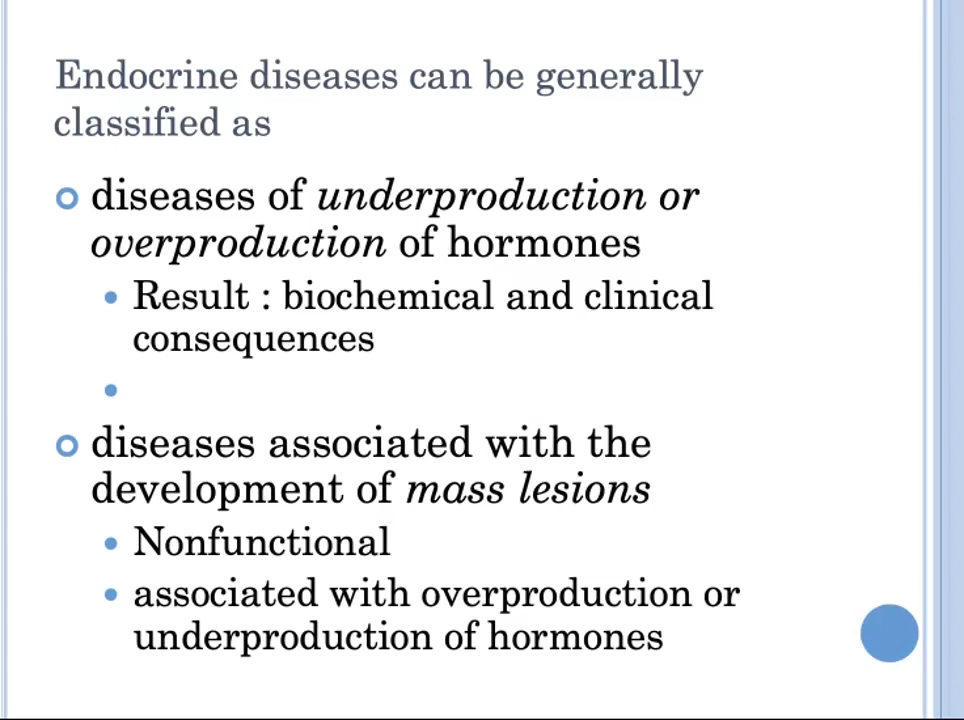 Endocrine diseases can be generally
classified as
diseases of underproduction or
overproduction of hormones
Result : biochemical and clinical
consequences
diseases associated with the
development of mass lesions
Nonfunctional
associated with overproduction or
underproduction of hormones